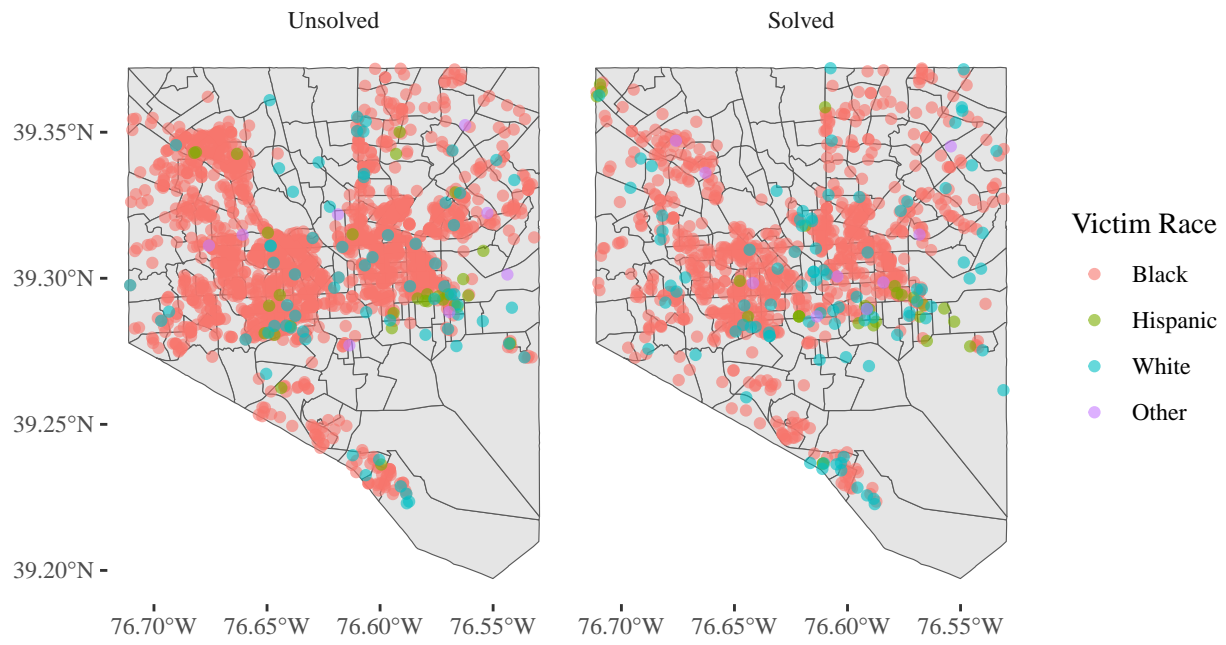 Unsolved
Solved
39.35°N
39.30°N
39.25°N
39.20°N
76.70°W
76.65°W
76.60°W
76.55°W
76.70°W
76.65°W
76.60°W
76.55°W
Victim Race
Black
Hispanic
White
Other